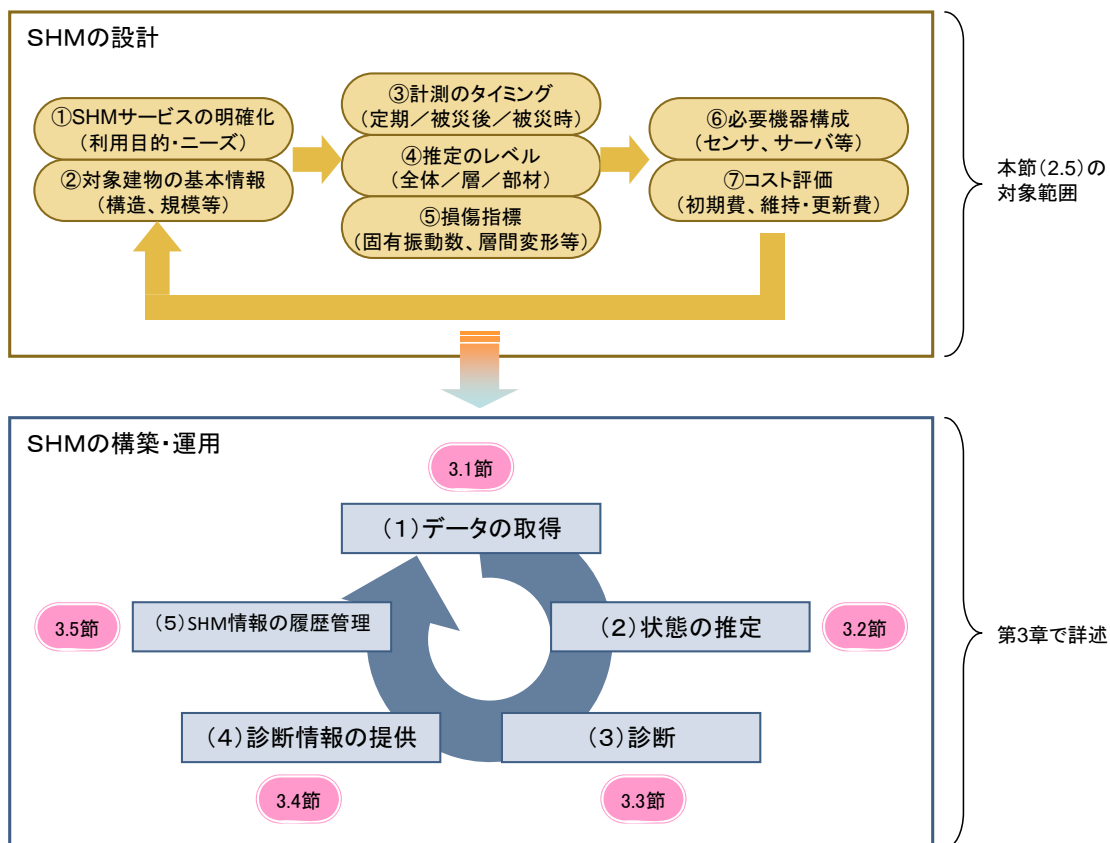 SHMの設計
①SHMサービスの明確化
(利用目的・ニーズ)
②対象建物の基本情報
(構造、規模等)
③計測のタイミング
(定期／被災後／被災時)
④推定のレベル
(全体／層／部材)
⑤損傷指標
(固有振動数、層間変形等)
⑥必要機器構成
(センサ、サーバ等)
⑦コスト評価
(初期費、維持・更新費)
本節(2.5)の
対象範囲
SHMの構築・運用
3.1節
(1)データの取得
(2)状態の推定
3.2節
(3)診断
3.3節
(4)診断情報の提供
3.4節
(5)SHM情報の履歴管理
3.5節
第3章で詳述